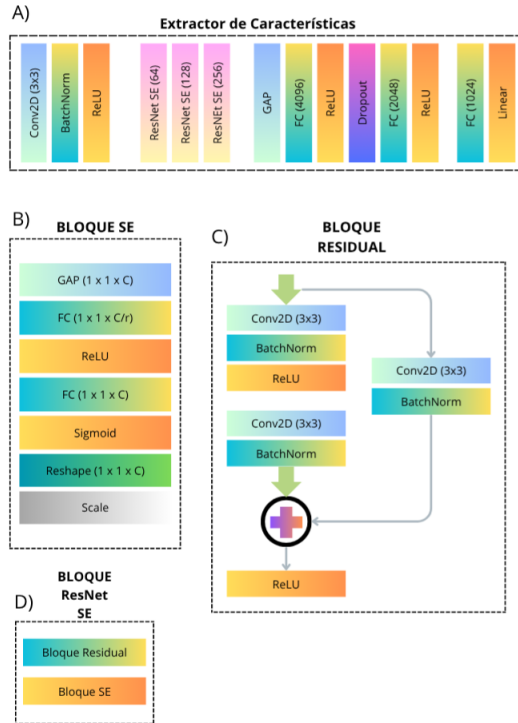 A)
Extractor de Características
Conv2D (3x3)
BatchNorm
ReLU
ResNet SE (64)
ResNet SE (128)
ResNEt SE (256)
GAP
FC (4096)
ReLU
Dropout
FC (2048)
ReLU
FC (1024)
Linear
B)
BLOQUE SE
GAP (1 x 1 x C)
FC (1 x 1 x C/r)
ReLU
FC (1 x 1 x C)
Sigmoid
Reshape (1 x 1 x C)
Scale
C)
BLOQUE
RESIDUAL
Conv2D (3x3)
BatchNorm
ReLU
Conv2D (3x3)
BatchNorm
Conv2D (3x3)
BatchNorm
ReLU
D)
BLOQUE
ResNet
SE
Bloque Residual
Bloque SE